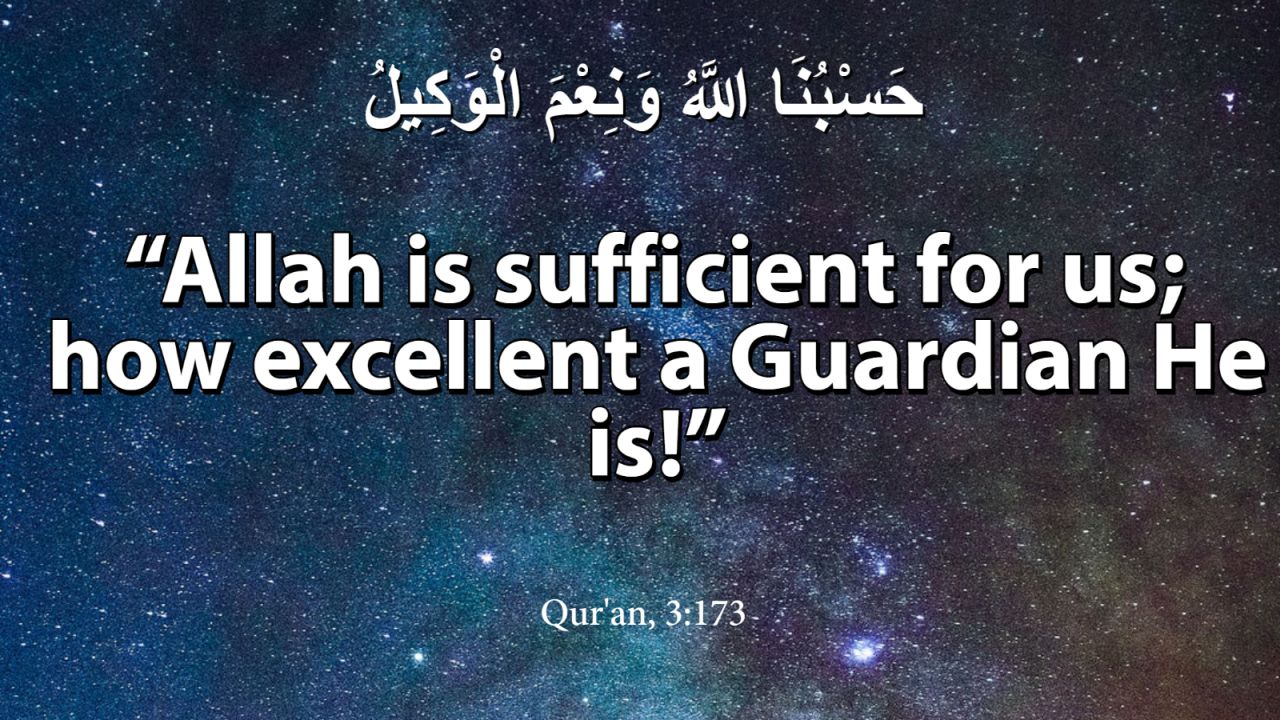 حَسْبُنَا اللَّهُ وَنِعْمَ الْوَكِيلُ
“Allah is sufficient for us;
how excellent a Guardian He
is!”
Qur'an, 3:173